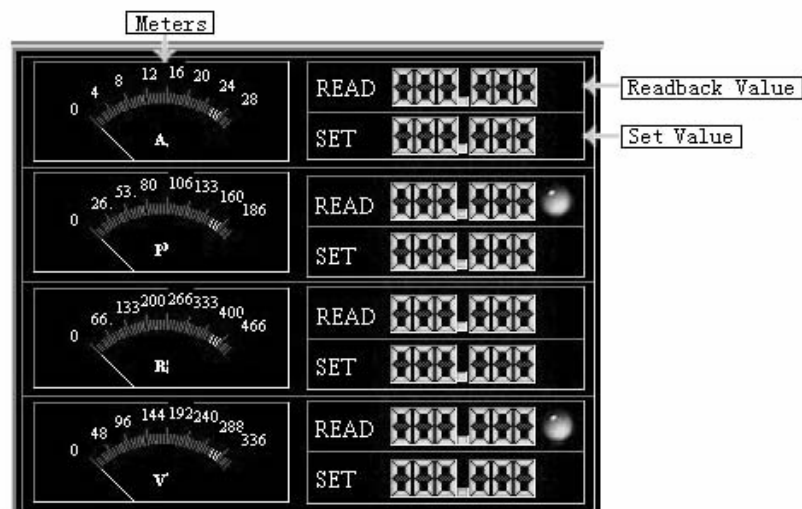 Meters
0 4 8 12 16 20 24 28
A
READ
Readback Value
SET
Set Value
0 26. 53. 80 106 133 160 186
P
READ
SET
0 66. 133 200 266 333 400 466
R
READ
SET
0 48 96 144 192 240 288 336
V
READ
SET